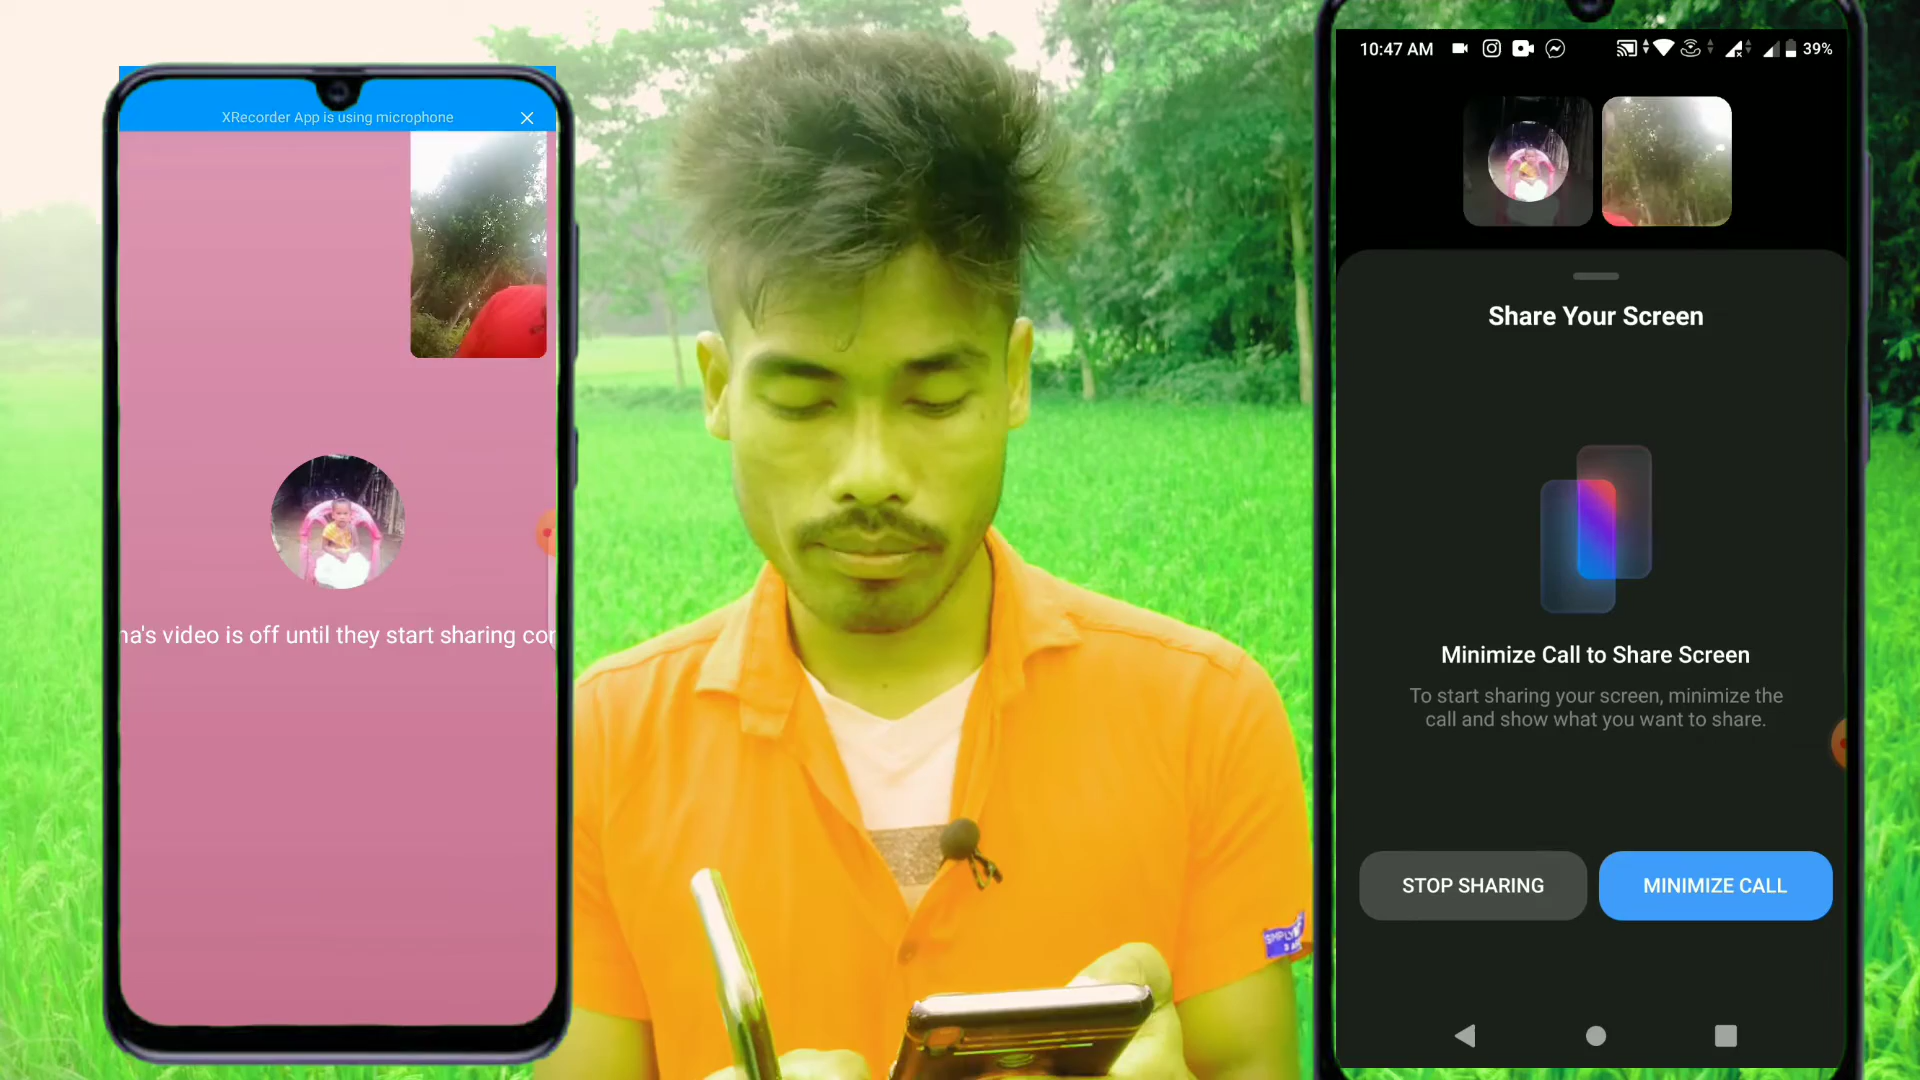 XRecorder App is using microphone
na's video is off until they start sharing cor
10:47 AM
39%
Share Your Screen
Minimize Call to Share Screen
To start sharing your screen, minimize the
call and show what you want to share.
STOP SHARING
MINIMIZE CALL